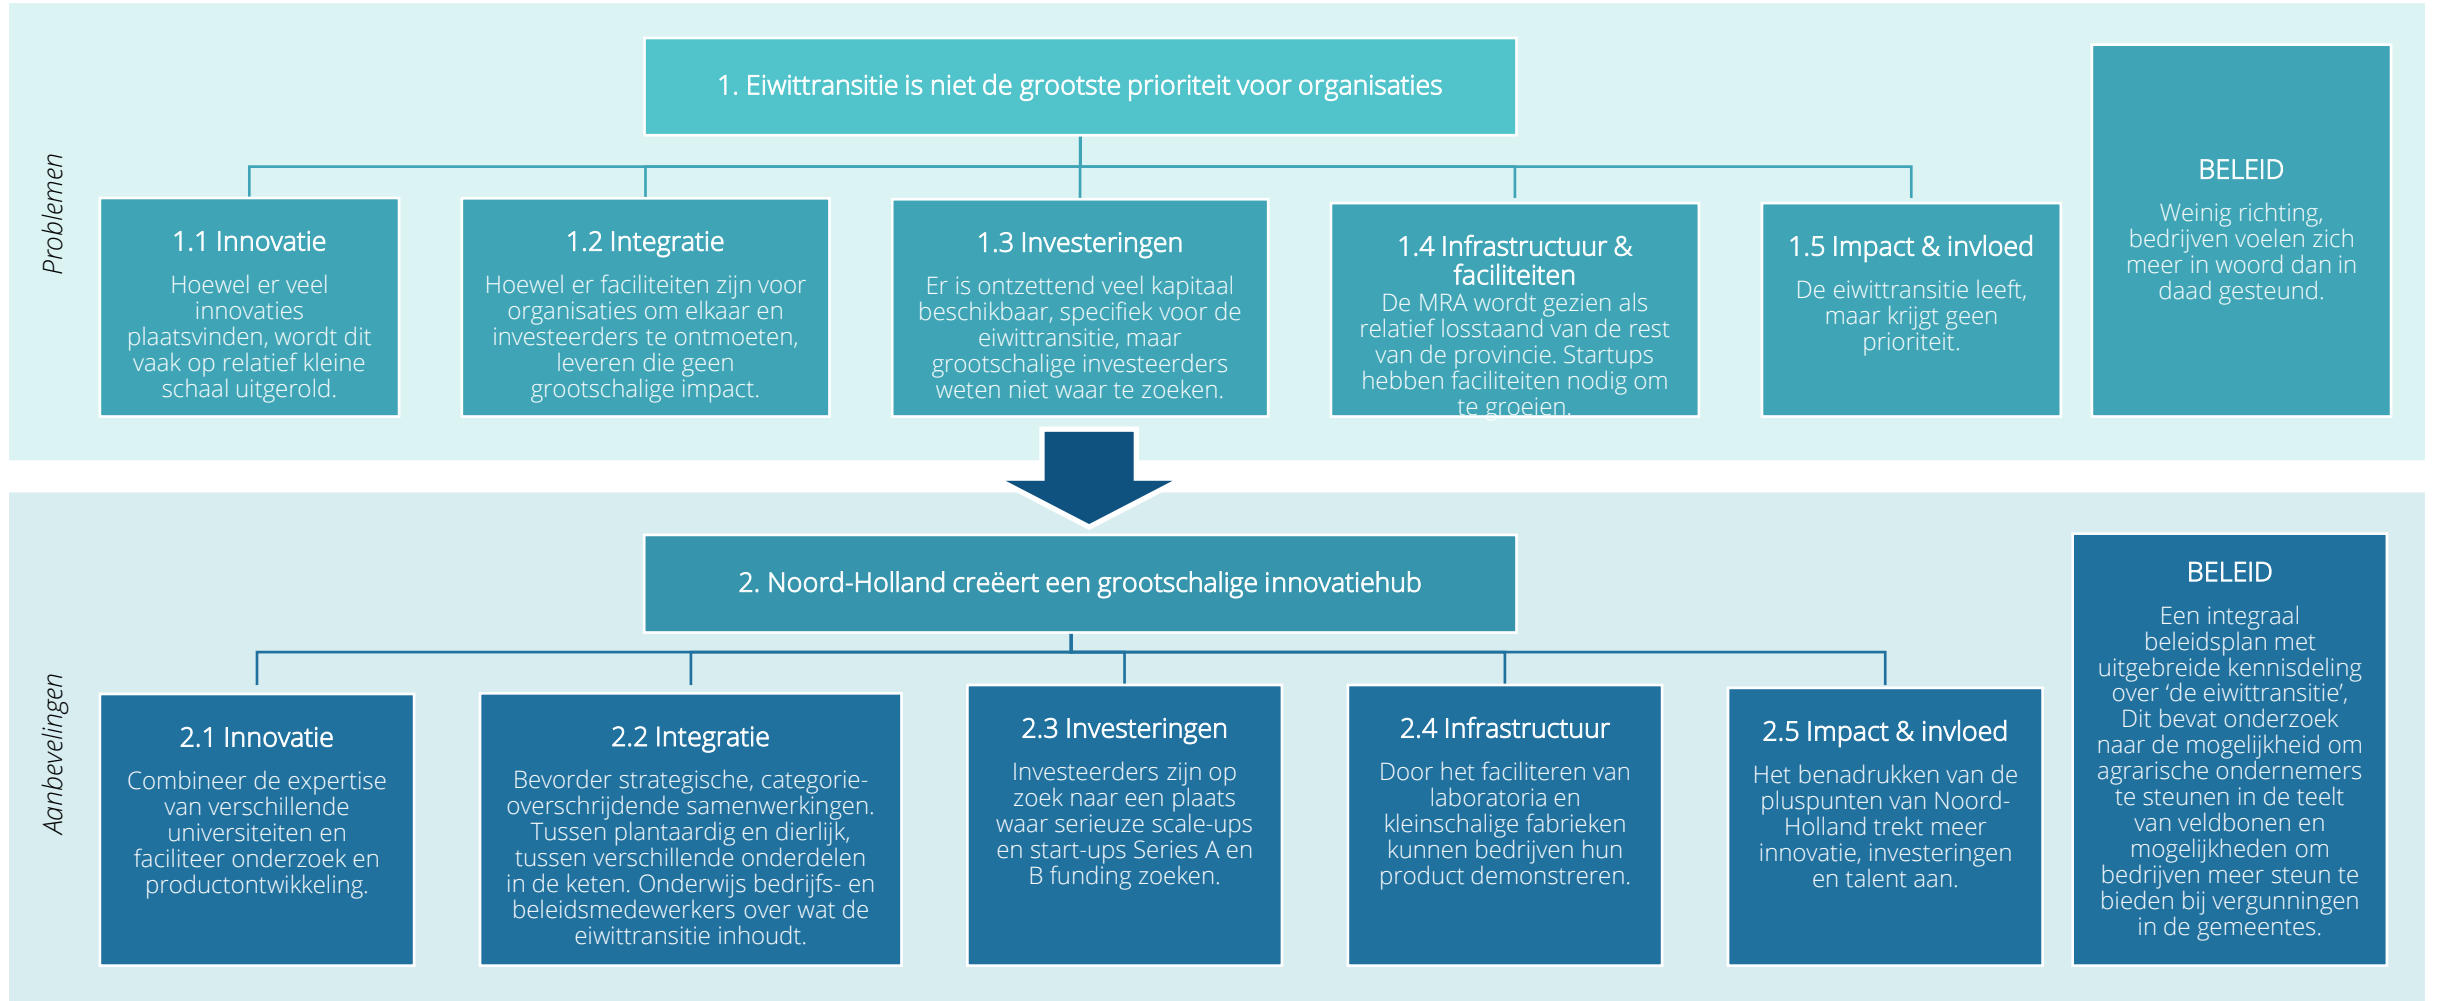 Problemen
1. Eiwittransitie is niet de grootste prioriteit voor organisaties
1.1 Innovatie
Hoewel er veel
innovaties
plaatsvinden, wordt dit
vaak op relatief kleine
schaal uitgerold.
1.2 Integratie
Hoewel er faciliteiten zijn voor
organisaties om elkaar en
investeerders te ontmoeten,
leveren die geen
grootschalige impact.
1.3 Investeringen
Er is ontzettend veel kapitaal
beschikbaar, specifiek voor de
eiwittransitie, maar
grootschalige investeerders
weten niet waar te zoeken.
1.4 Infrastructuur &
faciliteiten
De MRA wordt gezien als
relatief losstaand van de rest
van de provincie. Startups
hebben faciliteiten nodig om
te groeien.
1.5 Impact & invloed
De eiwittransitie leeft,
maar krijgt geen
prioriteit.
BELEID
Weinig richting,
bedrijven voelen zich
meer in woord dan in
daad gesteund.
Aanbevelingen
2. Noord-Holland creëert een grootschalige innovatiehub
2.1 Innovatie
Combineer de expertise
van verschillende
universiteiten en
faciliteer onderzoek en
productontwikkeling.
2.2 Integratie
Bevorder strategische, categorie-
overschrijdende samenwerkingen.
Tussen plantaardig en dierlijk,
tussen verschillende onderdelen
in de keten. Onderwijs bedrijfs- en
beleidsmedewerkers over wat de
eiwittransitie inhoudt.
2.3 Investeringen
Investeerders zijn op
zoek naar een plaats
waar serieuze scale-ups
en start-ups Series A en
B funding zoeken.
2.4 Infrastructuur
Door het faciliteren van
laboratoria en
kleinschalige fabrieken
kunnen bedrijven hun
product demonstreren.
2.5 Impact & invloed
Het benadrukken van de
pluspunten van Noord-
Holland trekt meer
innovatie, investeringen
en talent aan.
BELEID
Een integraal
beleidsplan met
uitgebreide kennisdeling
over ‘de eiwittransitie’,
Dit bevat onderzoek
naar de mogelijkheid om
agrarische ondernemers
te steunen in de teelt
van veldbonen en
mogelijkheden om
bedrijven meer steun te
bieden bij vergunningen
in de gemeentes.